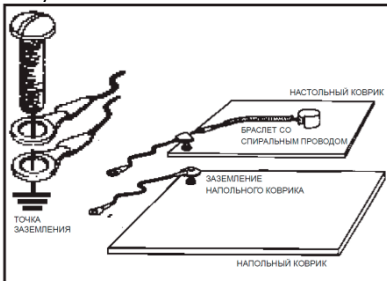 НАСТОЛЬНЫЙ КОВРИК
БРАСЛЕТ СО
СПИРАЛЬНЫМ ПРОВОДОМ
ЗАЗЕМЛЕНИЕ
НАПОЛЬНОГО КОВРИКА
ТОЧКА
ЗАЗЕМЛЕНИЯ
НАПОЛЬНЫЙ КОВРИК